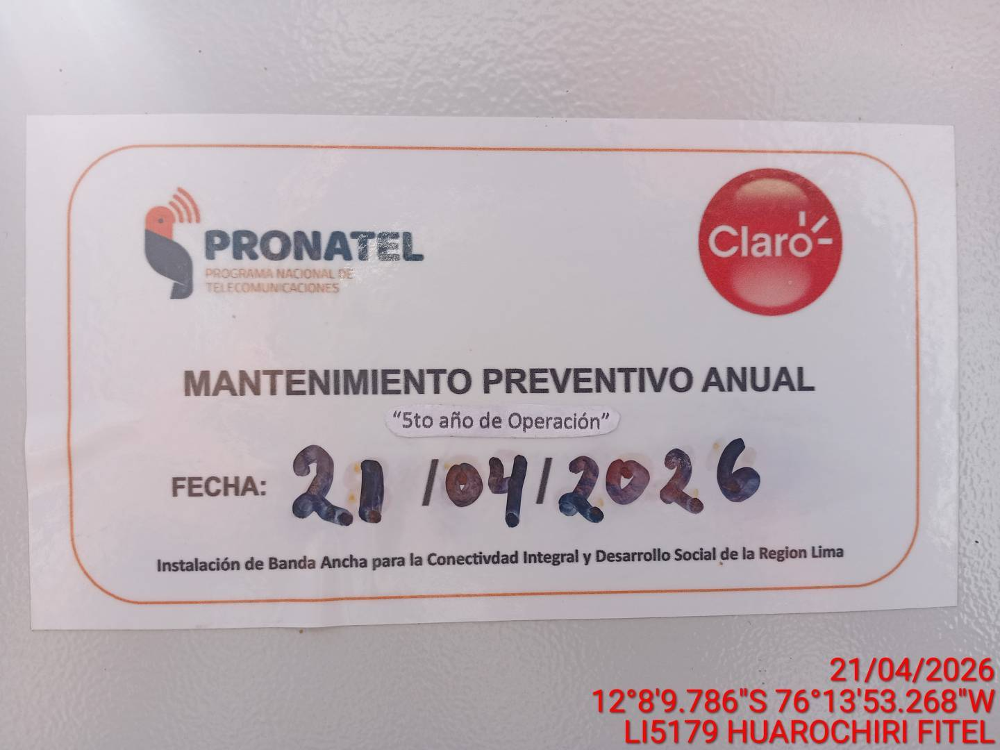 PRONATEL
PROGRAMA NACIONAL DE
TELECOMUNICACIONES
Claro
MANTENIMIENTO PREVENTIVO ANUAL
“5to año de Operación”
FECHA: 21/04/2026
Instalación de Banda Ancha para la Conectivdad Integral y Desarrollo Social de la Region Lima
21/04/2026
12°8'9.786"S 76°13'53.268"W
LI5179 HUAROCHIRI FITEL